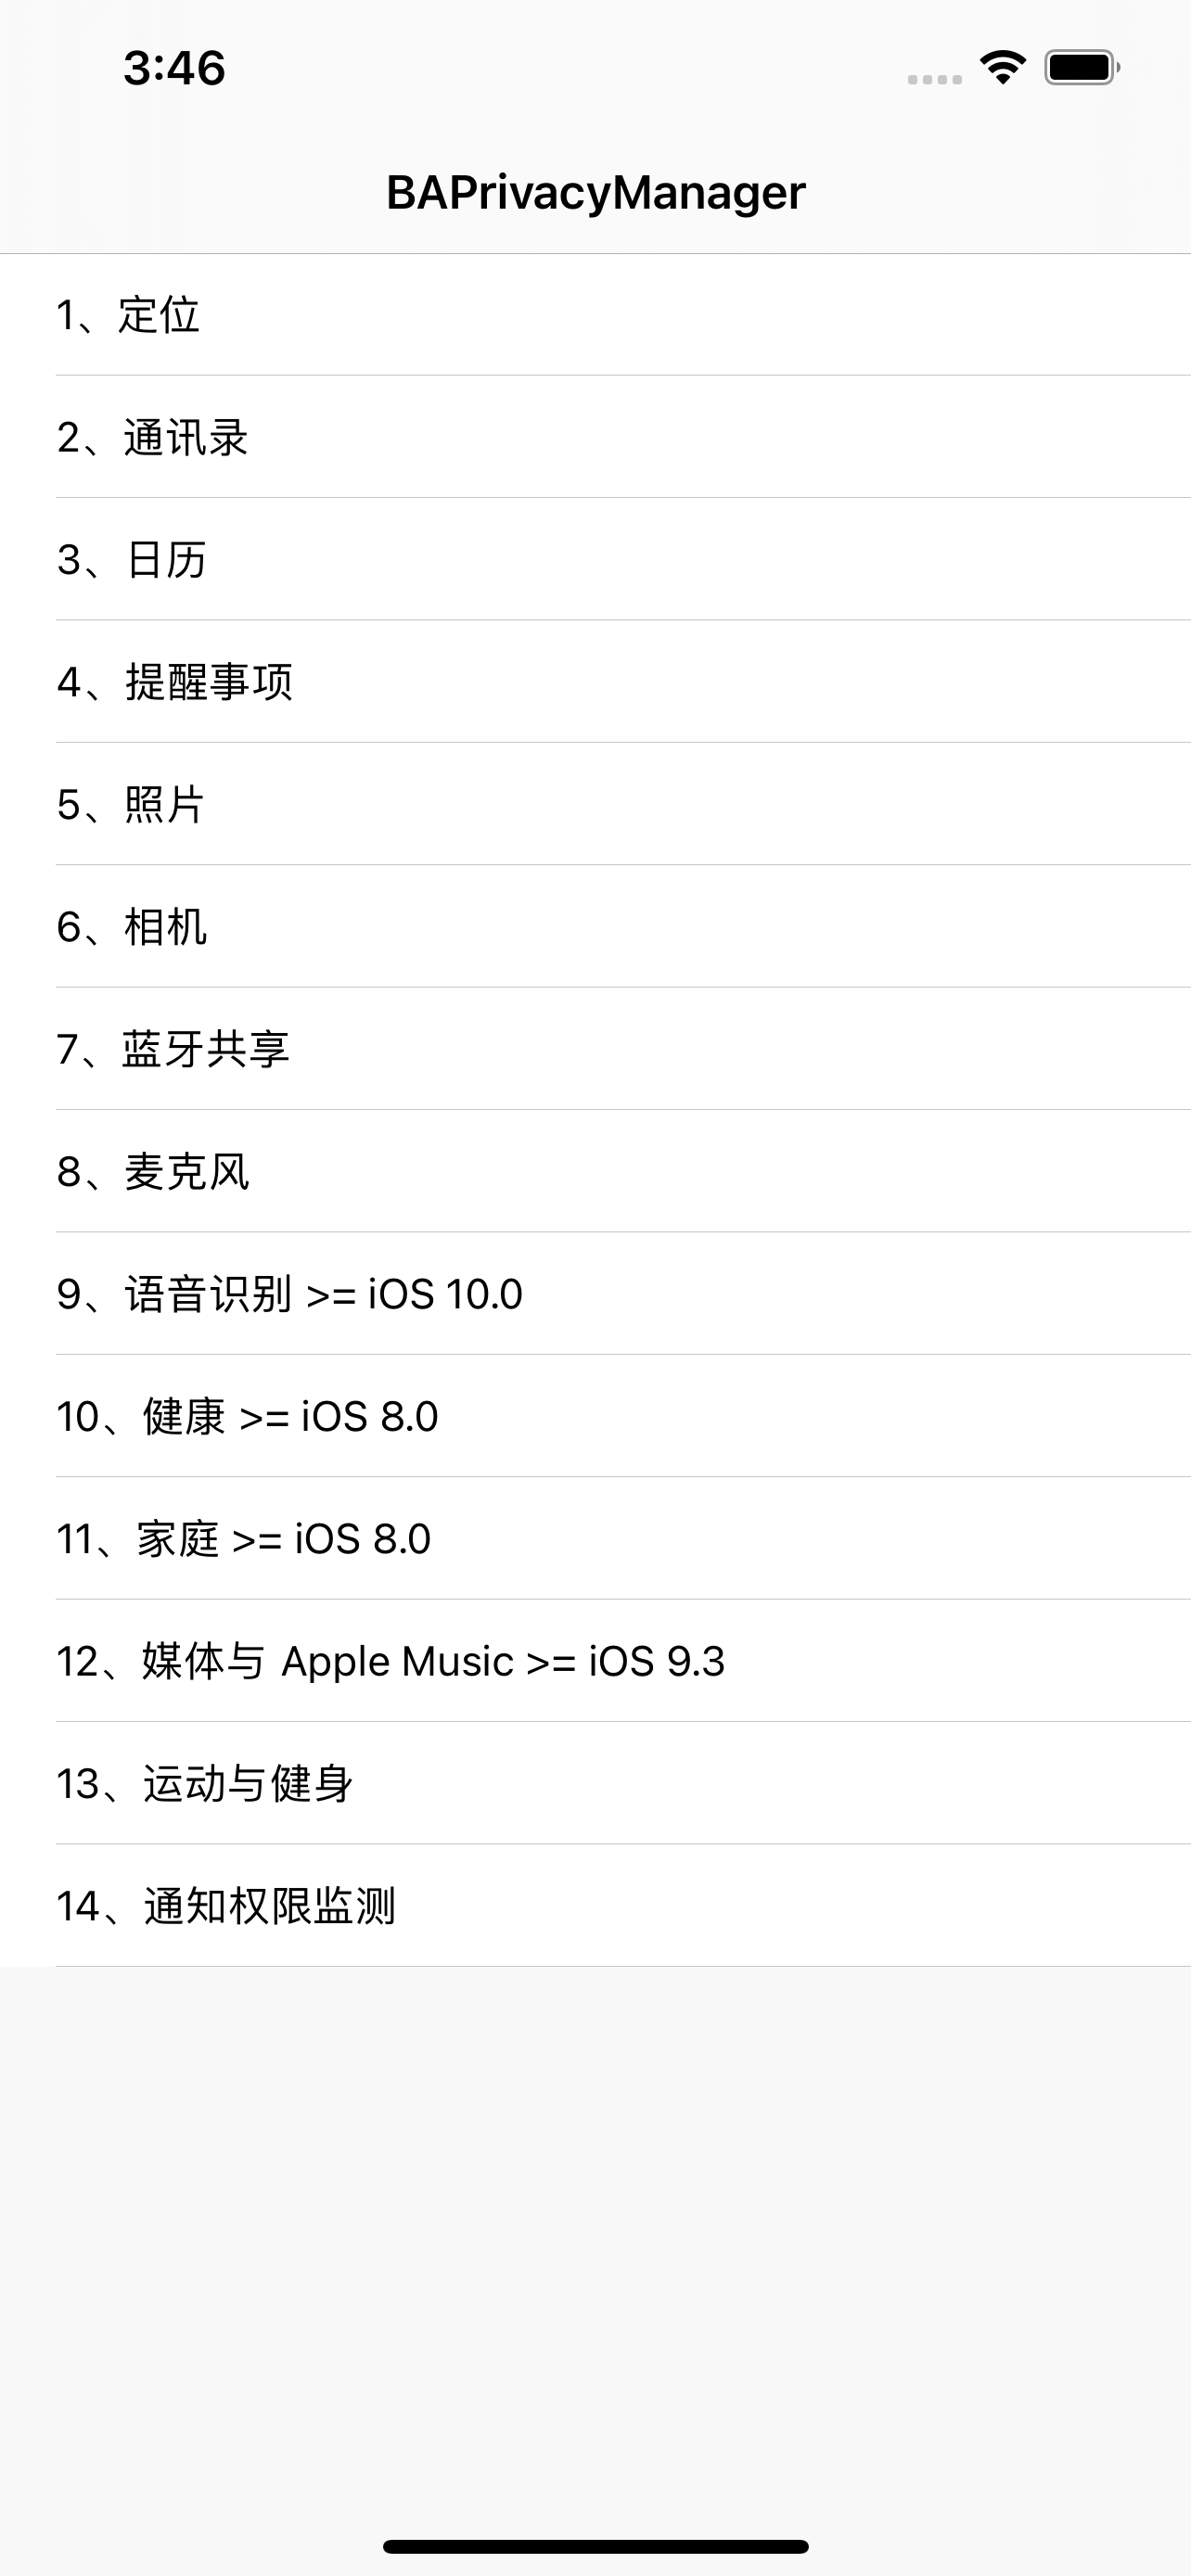 3:46
BAPrivacyManager
1、定位
2、通讯录
3、日历
4、提醒事项
5、照片
6、相机
7、蓝牙共享
8、麦克风
9、语音识别 >= iOS 10.0
10、健康 >= iOS 8.0
11、家庭 >= iOS 8.0
12、媒体与 Apple Music >= iOS 9.3
13、运动与健身
14、通知权限监测